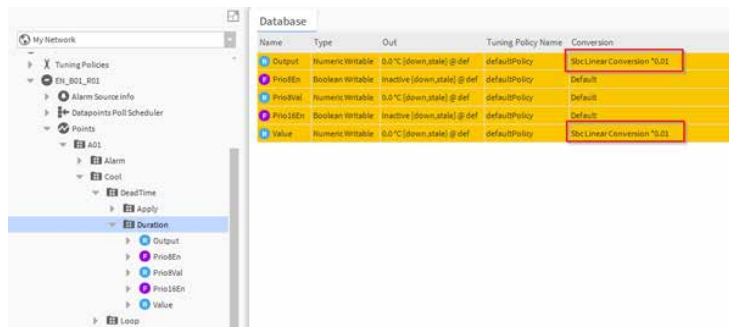 My Network
Tuning Policies
EN_B01_R01
Alarm Source Info
Datapoints Poll Scheduler
Points
A01
Alarm
Cool
DeadTime
Apply
Duration
Output
Prio8En
Prio8Val
Prio16En
Value
Loop
Database
Name Type Out Tuning Policy Name Conversion
Output Numeric Writable 0.0 °C {down,stale} @ def defaultPolicy Sbc Linear Conversion *0.01
Prio8En Boolean Writable Inactive {down,stale} @ def defaultPolicy Default
Prio8Val Numeric Writable 0.0 °C {down,stale} @ def defaultPolicy Default
Prio16En Boolean Writable Inactive {down,stale} @ def defaultPolicy Default
Value Numeric Writable 0.0 °C {down,stale} @ def defaultPolicy Sbc Linear Conversion *0.01